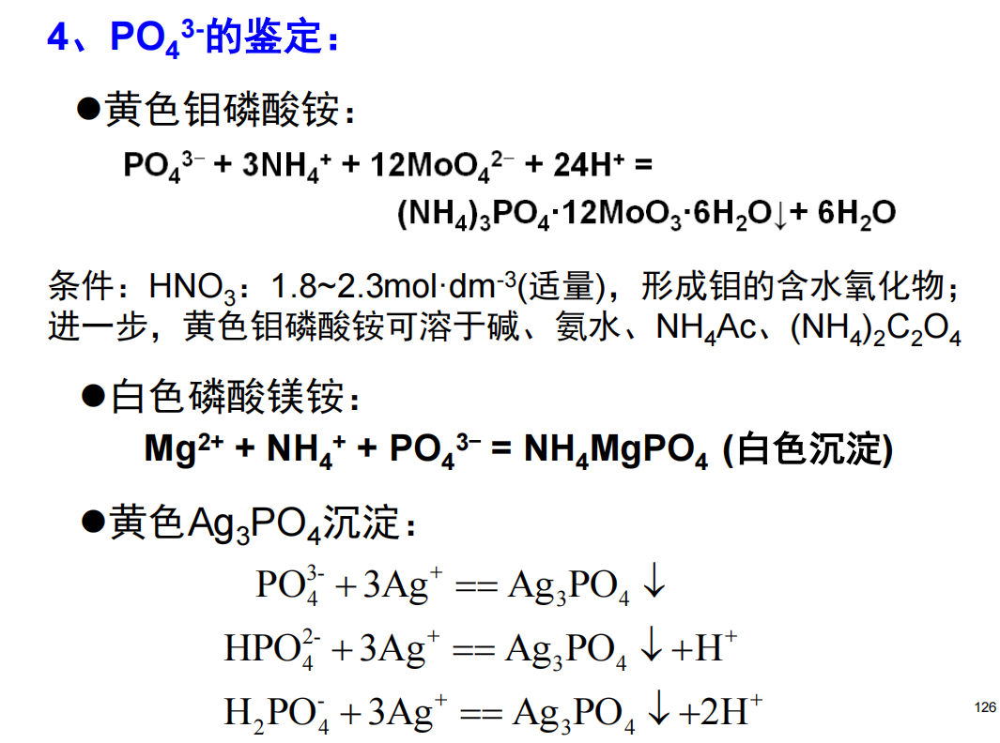 4、PO₄³⁻的鉴定：
●黄色钼磷酸铵：
PO₄³⁻ + 3NH₄⁺ + 12MoO₄²⁻ + 24H⁺ =
(NH₄)₃PO₄·12MoO₃·6H₂O↓+ 6H₂O
条件：HNO₃：1.8~2.3mol·dm⁻³(适量)，形成钼的含水氧化物；
进一步，黄色钼磷酸铵可溶于碱、氨水、NH₄Ac、(NH₄)₂C₂O₄
●白色磷酸镁铵：
Mg²⁺ + NH₄⁺ + PO₄³⁻ = NH₄MgPO₄ (白色沉淀)
●黄色Ag₃PO₄沉淀：
PO₄³⁻ + 3Ag⁺ == Ag₃PO₄ ↓
HPO₄²⁻ + 3Ag⁺ == Ag₃PO₄ ↓ +H⁺
H₂PO₄⁻ + 3Ag⁺ == Ag₃PO₄ ↓ +2H⁺
126